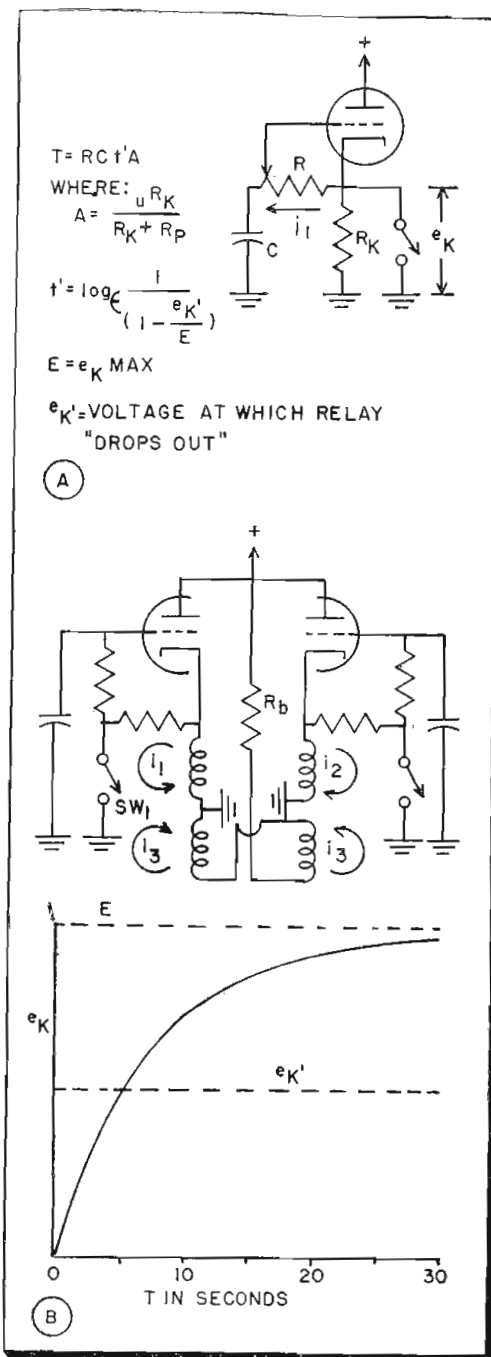 +
T = RC t'A
WHERE:
A = u R_K / (R_K + R_P)
R
i_1
C
R_K
e_K
t' = log_ϵ 1 / (1 - e_K' / E)
E = e_K MAX
e_K' = VOLTAGE AT WHICH RELAY
"DROPS OUT"
A
+
R_b
SW_1
i_1
i_2
i_3
i_3
E
e_K
e_K'
0 10 20 30
T IN SECONDS
B